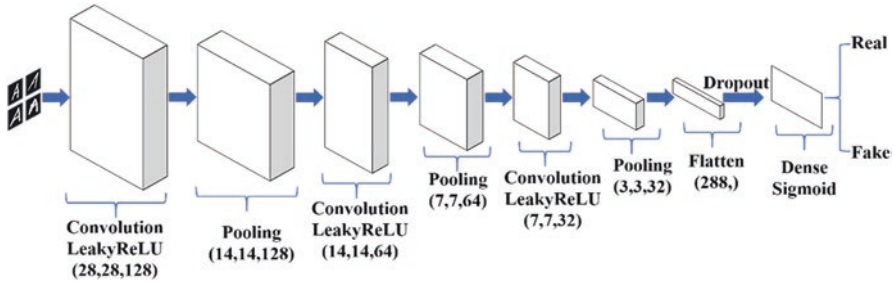 A A
A A
Convolution
LeakyReLU
(28,28,128)
Pooling
(14,14,128)
Convolution
LeakyReLU
(14,14,64)
Pooling
(7,7,64)
Convolution
LeakyReLU
(7,7,32)
Pooling
(3,3,32)
Flatten
(288,)
Dropout
Dense
Sigmoid
Real
Fake